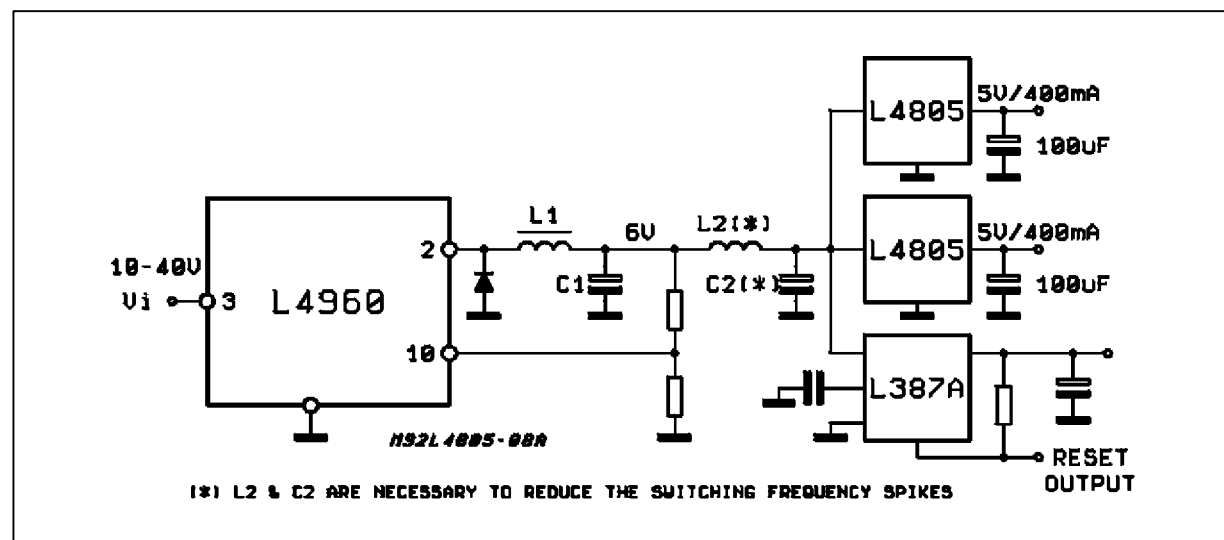 L4805
5V/400mA
100uF
L1
6V
L2(*)
L4805
5V/400mA
2
10-40V
C1
C2(*)
100uF
Vi
3
L4960
10
L387A
M92L4805-08A
RESET
OUTPUT
(*) L2 & C2 ARE NECESSARY TO REDUCE THE SWITCHING FREQUENCY SPIKES